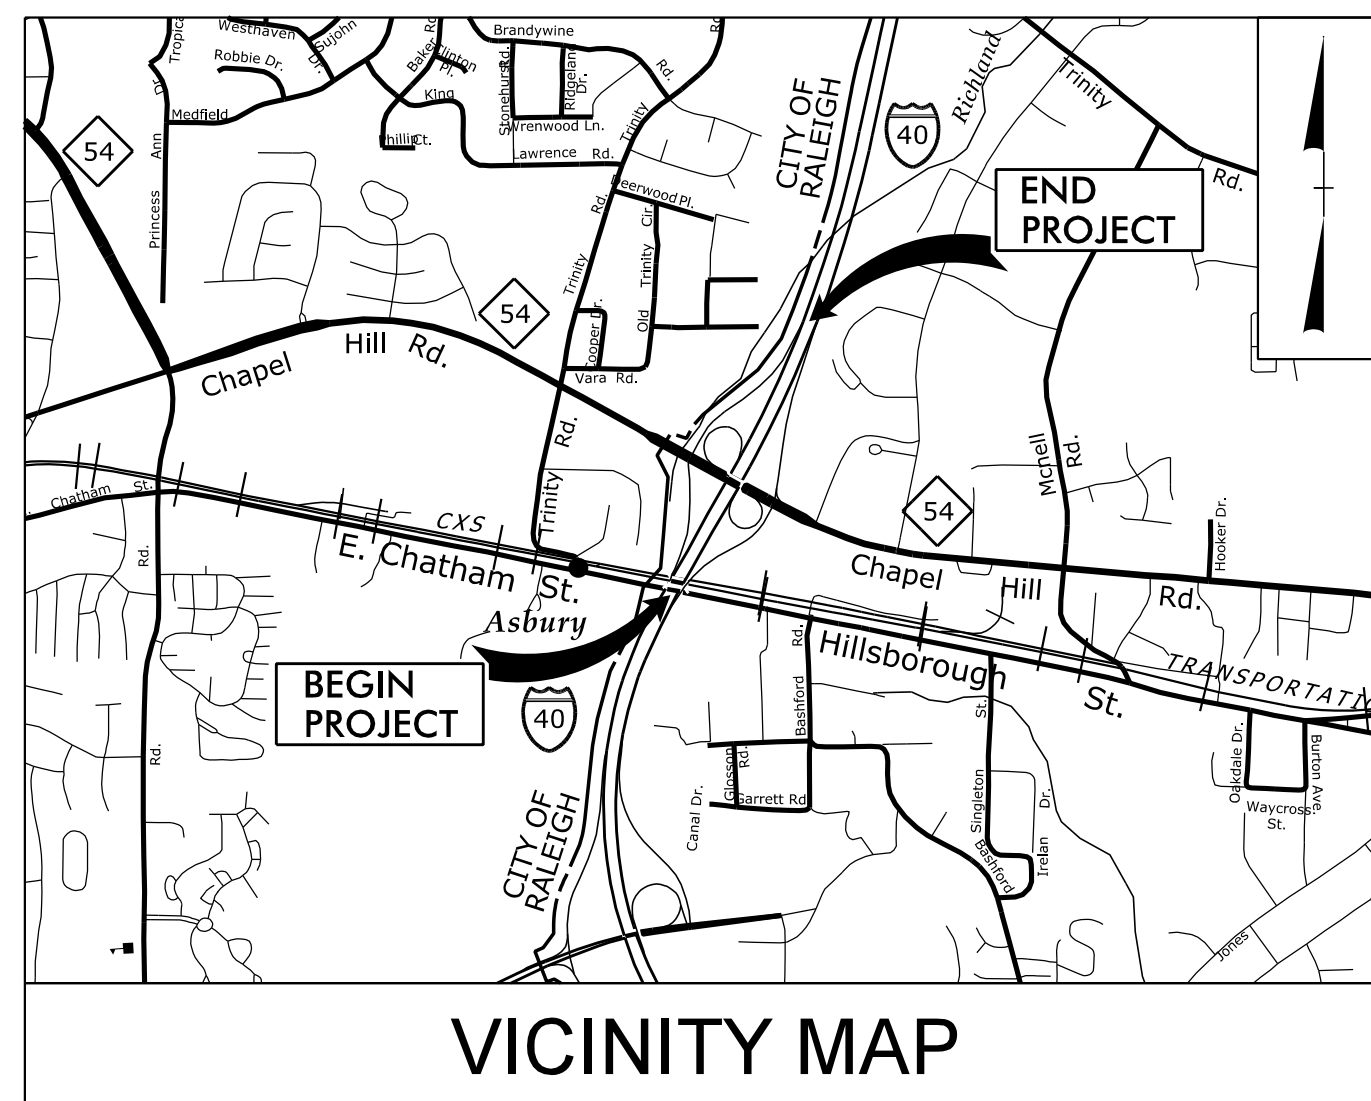 Westhaven
Dr.
Sujohn
Robbie Dr.
Tropica
Dr.
Medfield
Princess Ann
54
Baker Rd.
Clinton
Pl.
King
Phillip Ct.
Brandywine
Rd.
Stonehurst Rd.
Ridgeland
Dr.
Wrenwood Ln.
Lawrence Rd.
Trinity Rd.
Deerwood Pl.
Old Trinity Cir.
Trinity Rd.
Cooper Dr.
Vara Rd.
CITY OF
RALEIGH
40
Richland
Trinity Rd.
END
PROJECT
54
Chapel Hill Rd.
Trinity Rd.
Mcnell
Rd.
54
Chatham St.
CXS
E. Chatham St.
Asbury
Chapel Hill Rd.
Hooker Dr.
Rd.
BEGIN
PROJECT
40
Hillsborough St.
TRANSPORTATIO
Rd.
Bashford Rd.
Glosson
Rd.
Garrett Rd
Canal Dr.
Singleton St.
Bashford
Irelan Dr.
Oakdale Dr.
Burton Ave.
Waycross
St.
CITY OF
RALEIGH
Jones
VICINITY MAP